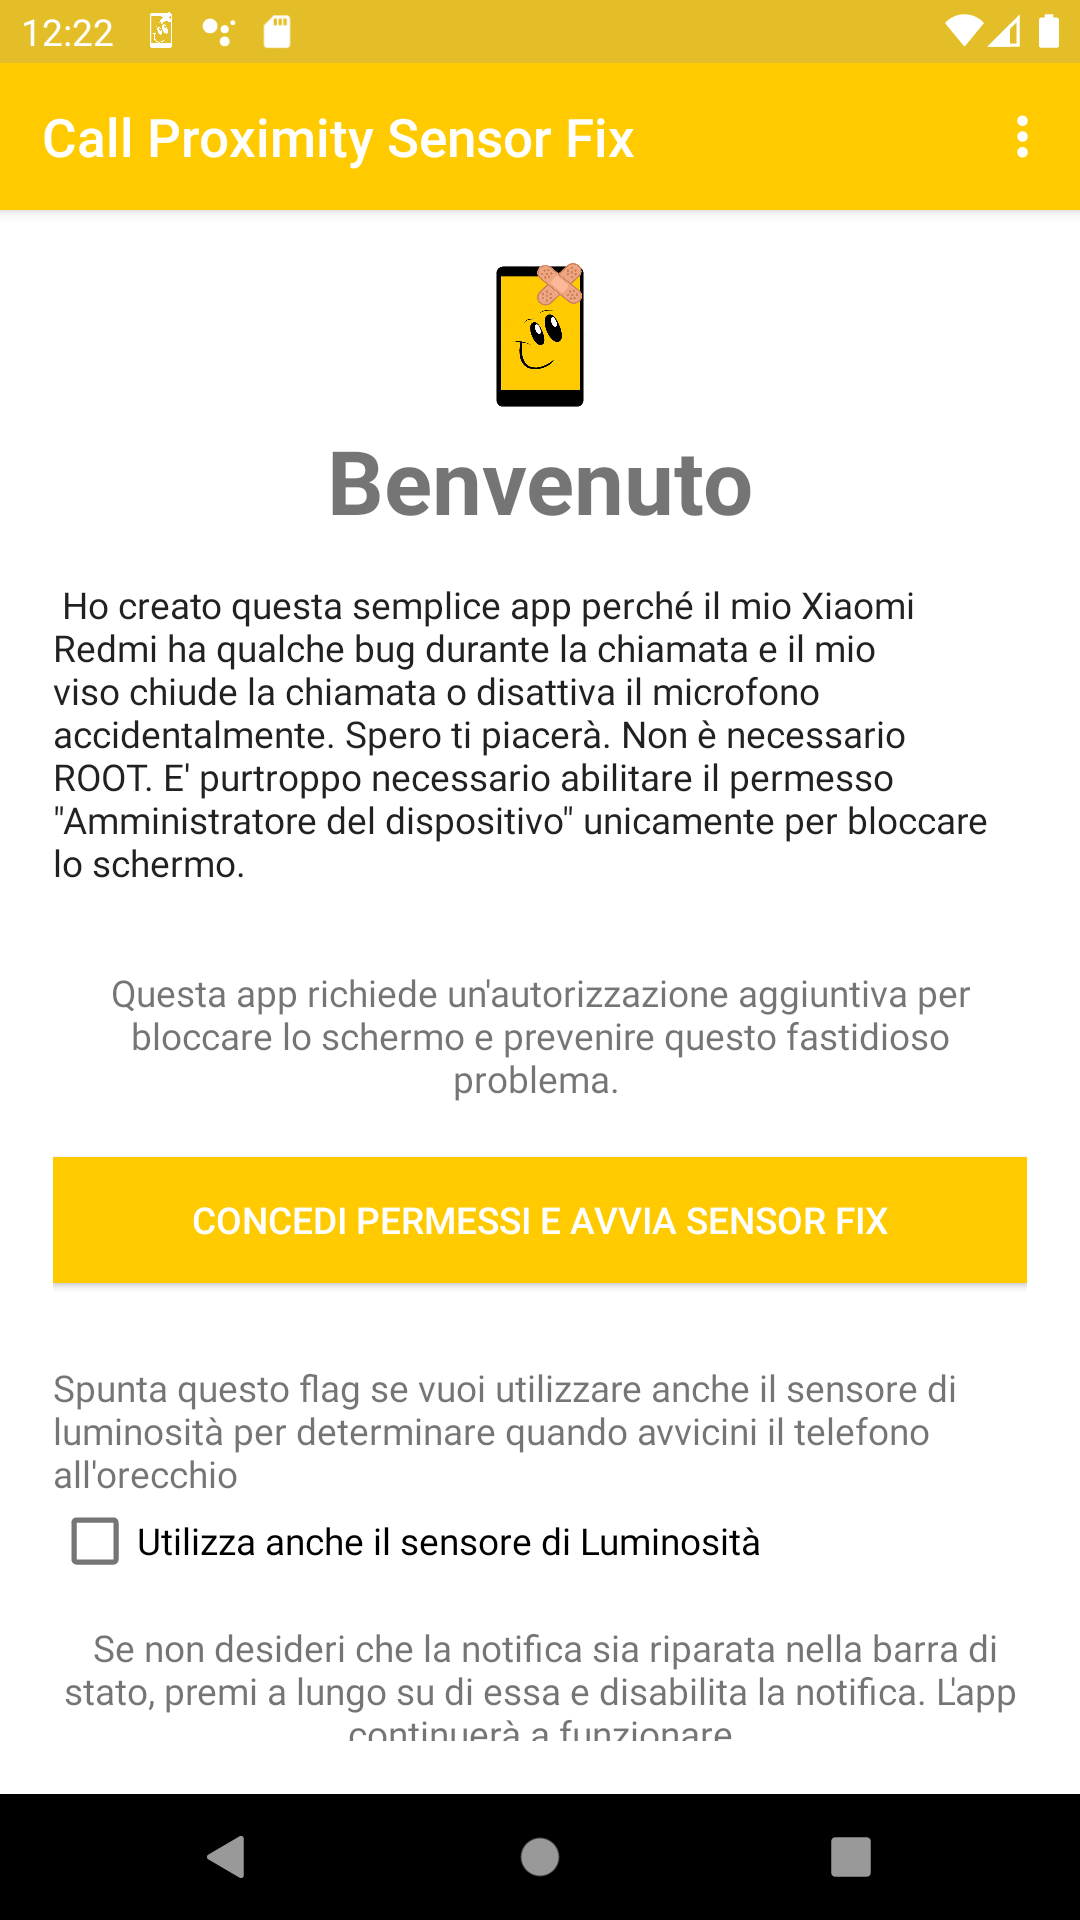 12:22
Call Proximity Sensor Fix
Benvenuto
Ho creato questa semplice app perché il mio Xiaomi
Redmi ha qualche bug durante la chiamata e il mio
viso chiude la chiamata o disattiva il microfono
accidentalmente. Spero ti piacerà. Non è necessario
ROOT. E' purtroppo necessario abilitare il permesso
"Amministratore del dispositivo" unicamente per bloccare
lo schermo.
Questa app richiede un'autorizzazione aggiuntiva per
bloccare lo schermo e prevenire questo fastidioso
problema.
CONCEDI PERMESSI E AVVIA SENSOR FIX
Spunta questo flag se vuoi utilizzare anche il sensore di
luminosità per determinare quando avvicini il telefono
all'orecchio
Utilizza anche il sensore di Luminosità
Se non desideri che la notifica sia riparata nella barra di
stato, premi a lungo su di essa e disabilita la notifica. L'app
continuerà a funzionare